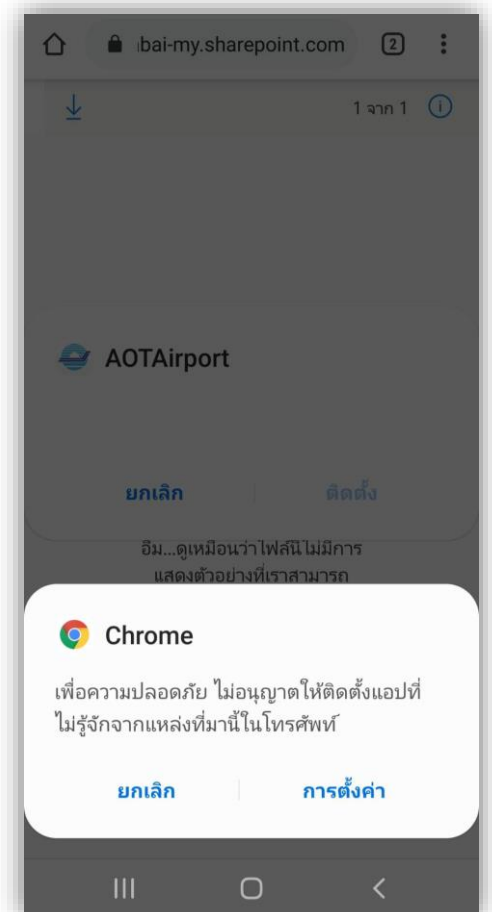 ibai-my.sharepoint.com 2
1 จาก 1
AOTAirport
ยกเลิก ติดตั้ง
อืม...ดูเหมือนว่าไฟล์นี้ไม่มีการ
แสดงตัวอย่างที่เราสามารถ
Chrome
เพื่อความปลอดภัย ไม่อนุญาตให้ติดตั้งแอปที่
ไม่รู้จักจากแหล่งที่มานี้ในโทรศัพท์
ยกเลิก การตั้งค่า